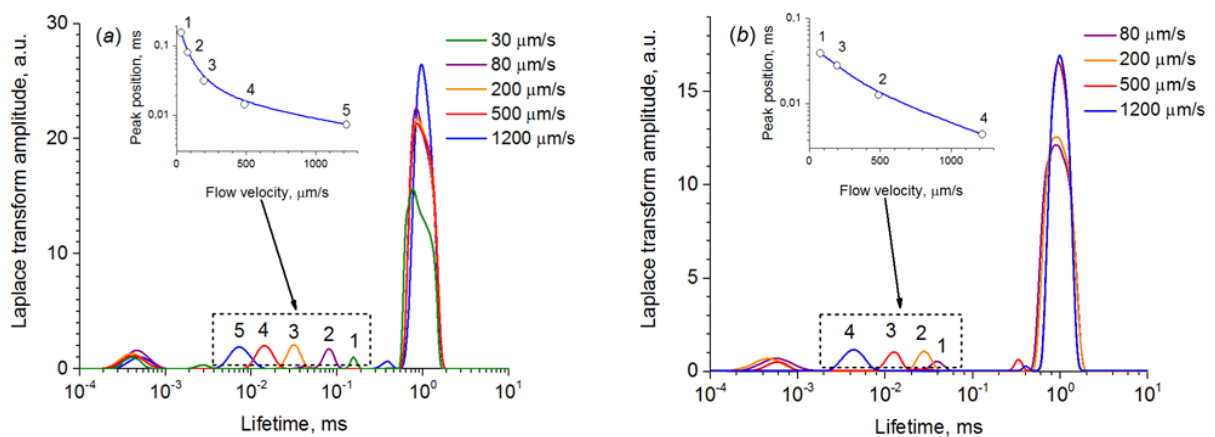 (a)
Laplace transform amplitude, a.u.
30
20
10
0
10⁻⁴ 10⁻³ 10⁻² 10⁻¹ 10⁰ 10¹
Lifetime, ms
Peak position, ms
0,10
0,01
0 500 1000
Flow velocity, μm/s
1
2
3
4
5
30 μm/s
80 μm/s
200 μm/s
500 μm/s
1200 μm/s
5 4 3 2 1
(b)
Laplace transform amplitude, a.u.
15
10
5
0
10⁻⁴ 10⁻³ 10⁻² 10⁻¹ 10⁰ 10¹
Lifetime, ms
Peak position, ms
0,1
0,01
0 500 1000
Flow velocity, μm/s
1
3
2
4
80 μm/s
200 μm/s
500 μm/s
1200 μm/s
4 3 2 1